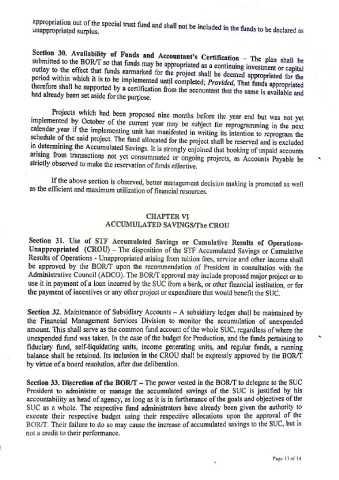 appropriation out of the special trust fund and shall not be included in the funds to be declared as
unappropriated surplus.
Section 30. Availability of Funds and Accountant's Certification – The plan shall be
submitted to the BOR/T so that funds may be appropriated as a continuing investment or capital
outlay to the effect that funds earmarked for the project shall be deemed appropriated for the
period within which it is to be implemented until completed; Provided, That funds appropriated
therefore shall be supported by a certification from the accountant that the same is available and
had already been set aside for the purpose.
Projects which had been proposed nine months before the year end but was not yet
implemented by October of the current year may be subject for reprogramming in the next
calendar year if the implementing unit has manifested in writing its intention to reprogram the
schedule of the said project. The fund allocated for the project shall be reserved and is excluded
in determining the Accumulated Savings. It is strongly enjoined that booking of unpaid accounts
arising from transactions not yet consummated or ongoing projects, as Accounts Payable be
strictly observed to make the reservation of funds effective.
If the above section is observed, better management decision making is promoted as well
as the efficient and maximum utilization of financial resources.
CHAPTER VI
ACCUMULATED SAVINGS/The CROU
Section 31. Use of STF Accumulated Savings or Cumulative Results of Operations-
Unappropriated (CROU) – The disposition of the STF Accumulated Savings or Cumulative
Results of Operations - Unappropriated arising from tuition fees, service and other income shall
be approved by the BOR/T upon the recommendation of President in consultation with the
Administrative Council (ADCO). The BOR/T approval may include proposed major project or to
use it in payment of a loan incurred by the SUC from a bank, or other financial institution, or for
the payment of incentives or any other project or expenditure that would benefit the SUC.
Section 32. Maintenance of Subsidiary Accounts – A subsidiary ledger shall be maintained by
the Financial Management Services Division to monitor the accumulation of unexpended
amount. This shall serve as the common fund account of the whole SUC, regardless of where the
unexpended fund was taken. In the case of the budget for Production, and the funds pertaining to
fiduciary fund, self-liquidating units, income generating units, and regular funds, a running
balance shall be retained. Its inclusion in the CROU shall be expressly approved by the BOR/T
by virtue of a board resolution, after due deliberation.
Section 33. Discretion of the BOR/T – The power vested in the BOR/T to delegate to the SUC
President to administer or manage the accumulated savings of the SUC is justified by his
accountability as head of agency, as long as it is in furtherance of the goals and objectives of the
SUC as a whole. The respective fund administrators have already been given the authority to
execute their respective budget using their respective allocations upon the approval of the
BOR/T. Their failure to do so may cause the increase of accumulated savings to the SUC, but is
not a credit to their performance.
Page 13 of 14